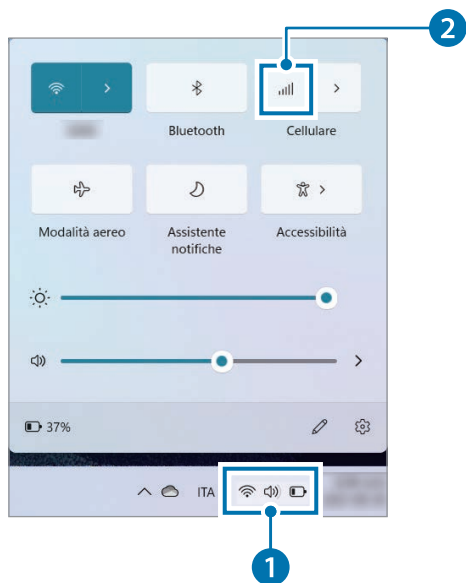 2
Bluetooth
Cellulare
Modalità aereo
Assistente
notifiche
Accessibilità
37%
ITA
1